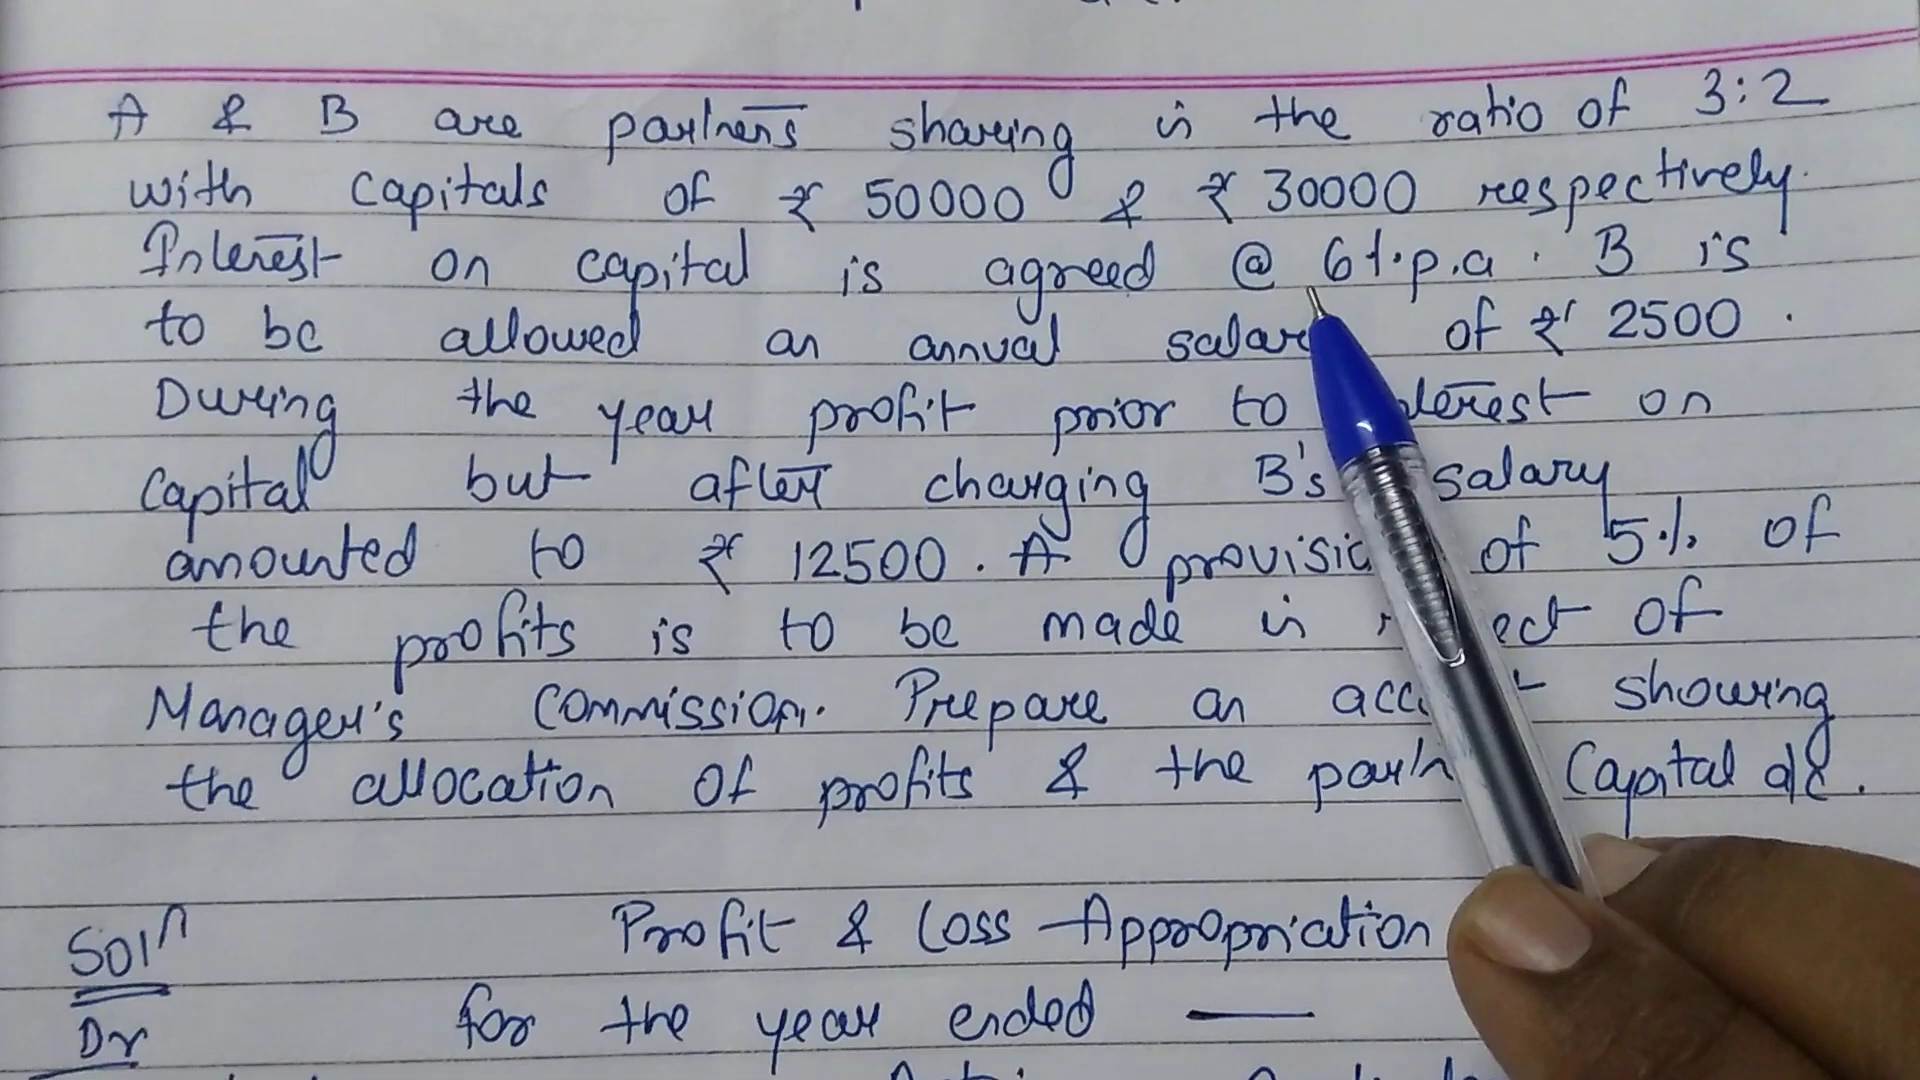 A & B are partners sharing in the ratio of 3:2
with capitals of ₹ 50000 & ₹ 30000 respectively.
Interest on capital is agreed @ 6%.p.a. B is
to be allowed an annual salary of ₹ 2500.
During the year profit prior to on
Capital but after charging B's salary
amounted to ₹ 12500. A of 5% of
the profits is to be made in of
Manager's Commission. Prepare an showing
the allocation of profits & the Capital a/c.
Solⁿ Profit & Loss Appropriation
Dr for the year ended —